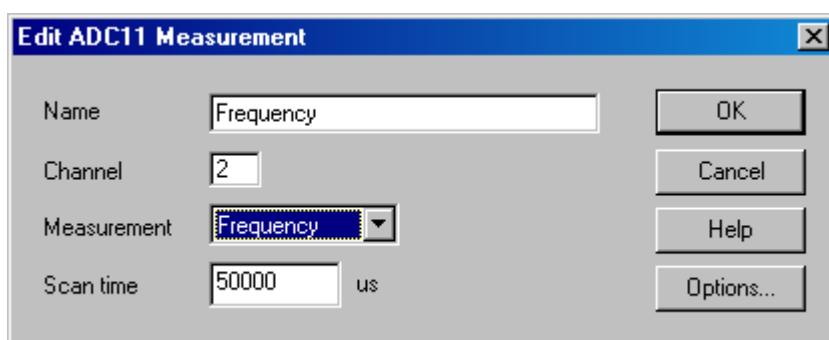 Edit ADC11 Measurement
Name Frequency OK
Channel 2 Cancel
Measurement Frequency Help
Scan time 50000 us Options...